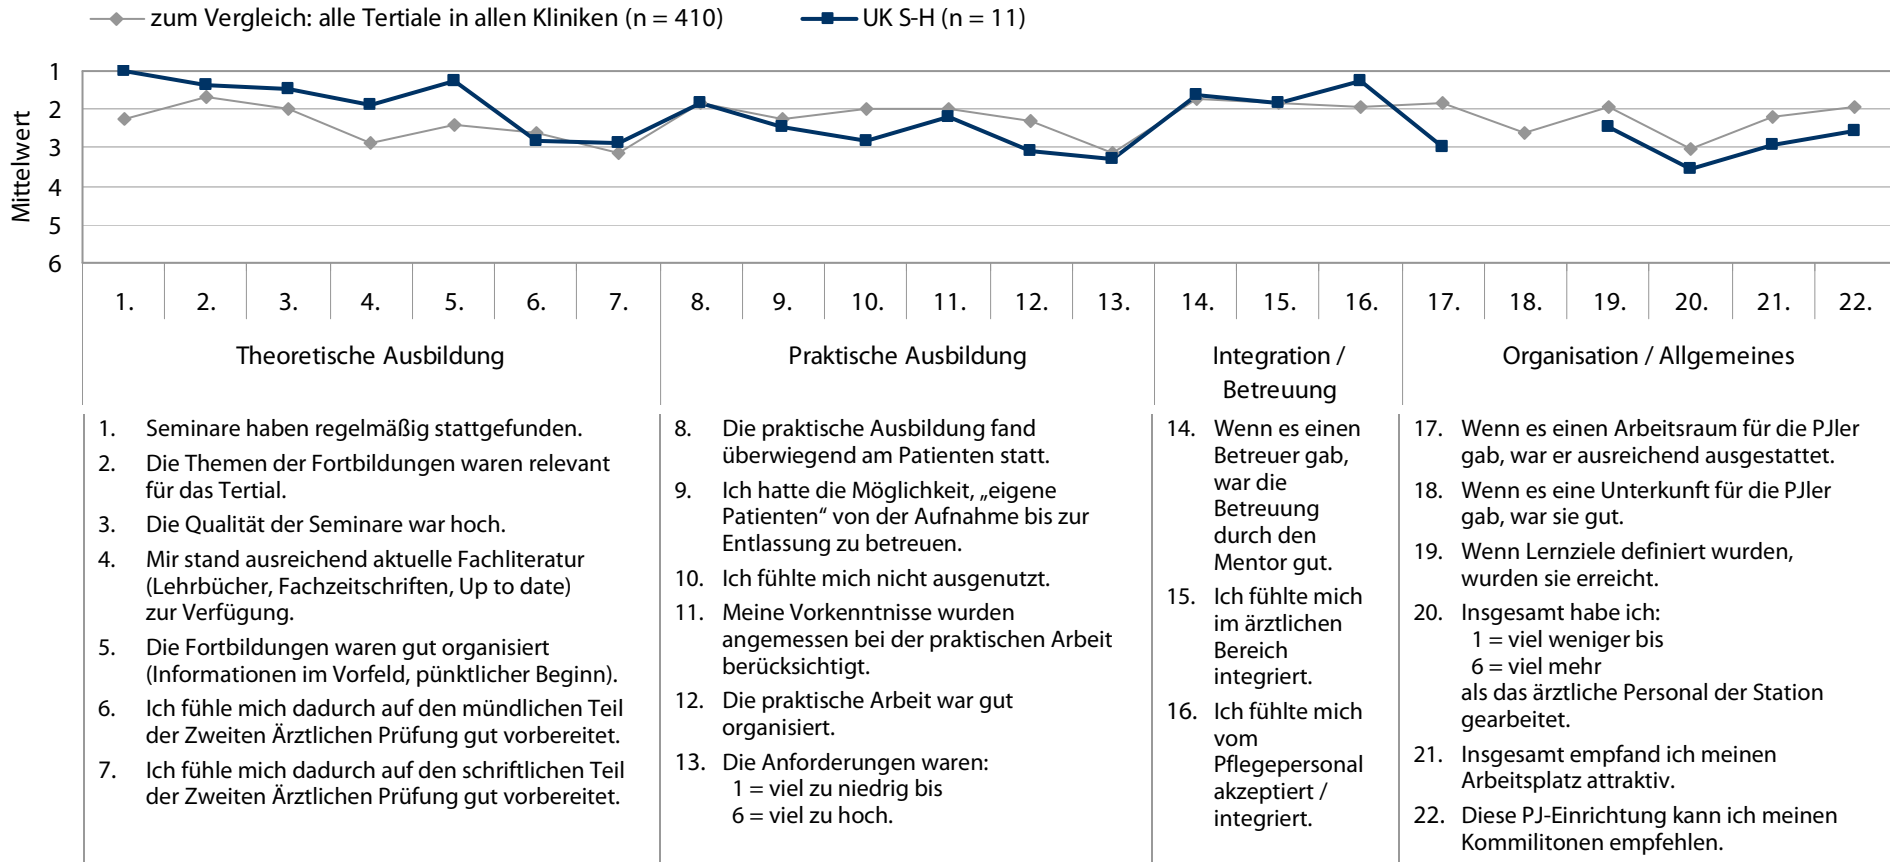 zum Vergleich: alle Tertiale in allen Kliniken (n = 410)
UK S-H (n = 11)
Mittelwert
1
2
3
4
5
6
1. 2. 3. 4. 5. 6. 7. 8. 9. 10. 11. 12. 13. 14. 15. 16. 17. 18. 19. 20. 21. 22.
Theoretische Ausbildung
Praktische Ausbildung
Integration /
Betreuung
Organisation / Allgemeines
1. Seminare haben regelmäßig stattgefunden.
2. Die Themen der Fortbildungen waren relevant
für das Tertial.
3. Die Qualität der Seminare war hoch.
4. Mir stand ausreichend aktuelle Fachliteratur
(Lehrbücher, Fachzeitschriften, Up to date)
zur Verfügung.
5. Die Fortbildungen waren gut organisiert
(Informationen im Vorfeld, pünktlicher Beginn).
6. Ich fühle mich dadurch auf den mündlichen Teil
der Zweiten Ärztlichen Prüfung gut vorbereitet.
7. Ich fühle mich dadurch auf den schriftlichen Teil
der Zweiten Ärztlichen Prüfung gut vorbereitet.
8. Die praktische Ausbildung fand
überwiegend am Patienten statt.
9. Ich hatte die Möglichkeit, „eigene
Patienten“ von der Aufnahme bis zur
Entlassung zu betreuen.
10. Ich fühlte mich nicht ausgenutzt.
11. Meine Vorkenntnisse wurden
angemessen bei der praktischen Arbeit
berücksichtigt.
12. Die praktische Arbeit war gut
organisiert.
13. Die Anforderungen waren:
1 = viel zu niedrig bis
6 = viel zu hoch.
14. Wenn es einen
Betreuer gab,
war die
Betreuung
durch den
Mentor gut.
15. Ich fühlte mich
im ärztlichen
Bereich
integriert.
16. Ich fühlte mich
vom
Pflegepersonal
akzeptiert /
integriert.
17. Wenn es einen Arbeitsraum für die PJler
gab, war er ausreichend ausgestattet.
18. Wenn es eine Unterkunft für die PJler
gab, war sie gut.
19. Wenn Lernziele definiert wurden,
wurden sie erreicht.
20. Insgesamt habe ich:
1 = viel weniger bis
6 = viel mehr
als das ärztliche Personal der Station
gearbeitet.
21. Insgesamt empfand ich meinen
Arbeitsplatz attraktiv.
22. Diese PJ-Einrichtung kann ich meinen
Kommilitonen empfehlen.